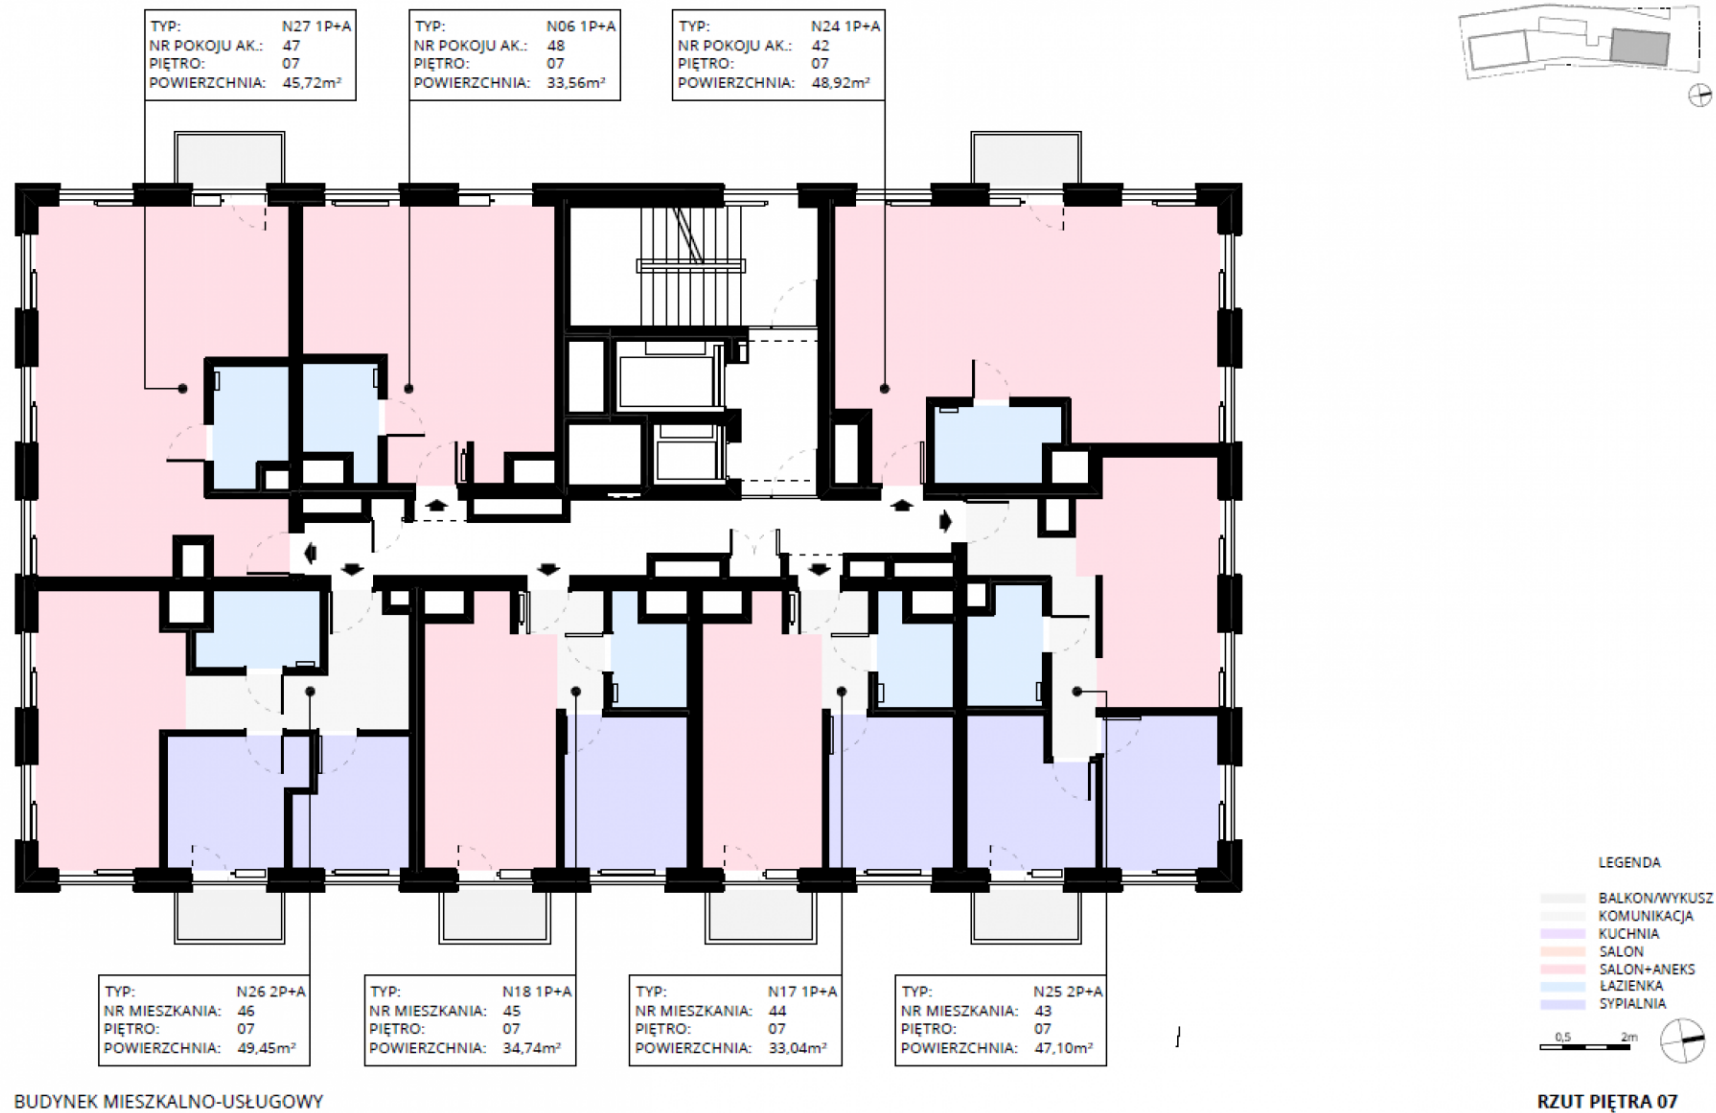 TYP: N27 1P+A
NR POKOJU AK.: 47
PIĘTRO: 07
POWIERZCHNIA: 45,72m²
TYP: N06 1P+A
NR POKOJU AK.: 48
PIĘTRO: 07
POWIERZCHNIA: 33,56m²
TYP: N24 1P+A
NR POKOJU AK.: 42
PIĘTRO: 07
POWIERZCHNIA: 48,92m²
TYP: N26 2P+A
NR MIESZKANIA: 46
PIĘTRO: 07
POWIERZCHNIA: 49,45m²
TYP: N18 1P+A
NR MIESZKANIA: 45
PIĘTRO: 07
POWIERZCHNIA: 34,74m²
TYP: N17 1P+A
NR MIESZKANIA: 44
PIĘTRO: 07
POWIERZCHNIA: 33,04m²
TYP: N25 2P+A
NR MIESZKANIA: 43
PIĘTRO: 07
POWIERZCHNIA: 47,10m²
LEGENDA
BALKON/WYKUSZ
KOMUNIKACJA
KUCHNIA
SALON
SALON+ANEKS
ŁAZIENKA
SYPIALNIA
0,5 2m
BUDYNEK MIESZKALNO-USŁUGOWY
RZUT PIĘTRA 07